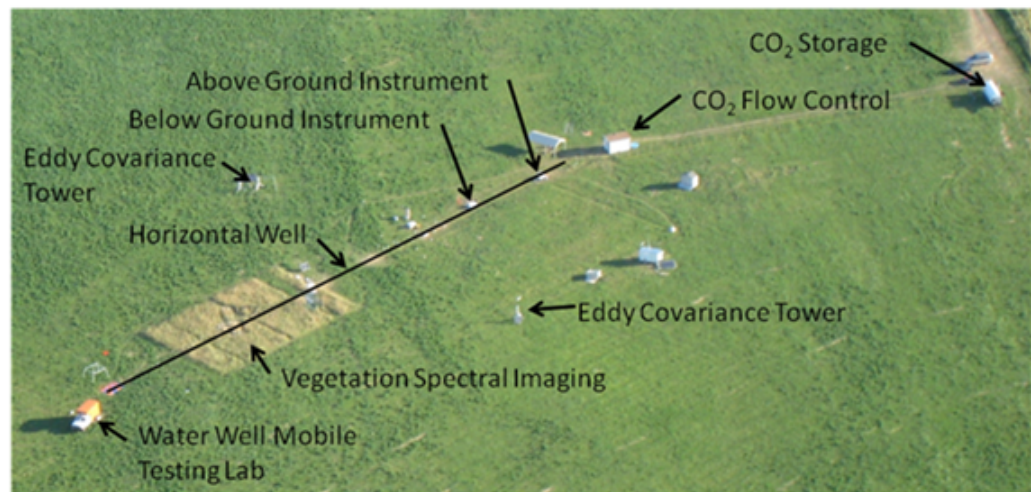 CO₂ Storage
Above Ground Instrument
CO₂ Flow Control
Below Ground Instrument
Eddy Covariance
Tower
Horizontal Well
Eddy Covariance Tower
Vegetation Spectral Imaging
Water Well Mobile
Testing Lab